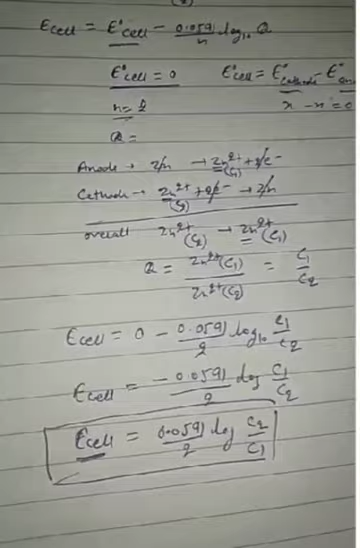 Ecell = E°cell - 0.0591/n log10 Q
E°cell = 0   E°cell = E°cathode - E°an
n = 2   x - x = 0
Q =
Anode → Zn → Zn2+ (C1) + 2e-
Cathode → Zn2+ (C2) + 2e- → Zn
overall Zn2+ (C2) → Zn2+ (C1)
Q = Zn2+(C1) / Zn2+(C2) = C1/C2
Ecell = 0 - 0.0591/2 log10 C1/C2
Ecell = -0.0591/2 log C1/C2
Ecell = 0.0591/2 log C2/C1